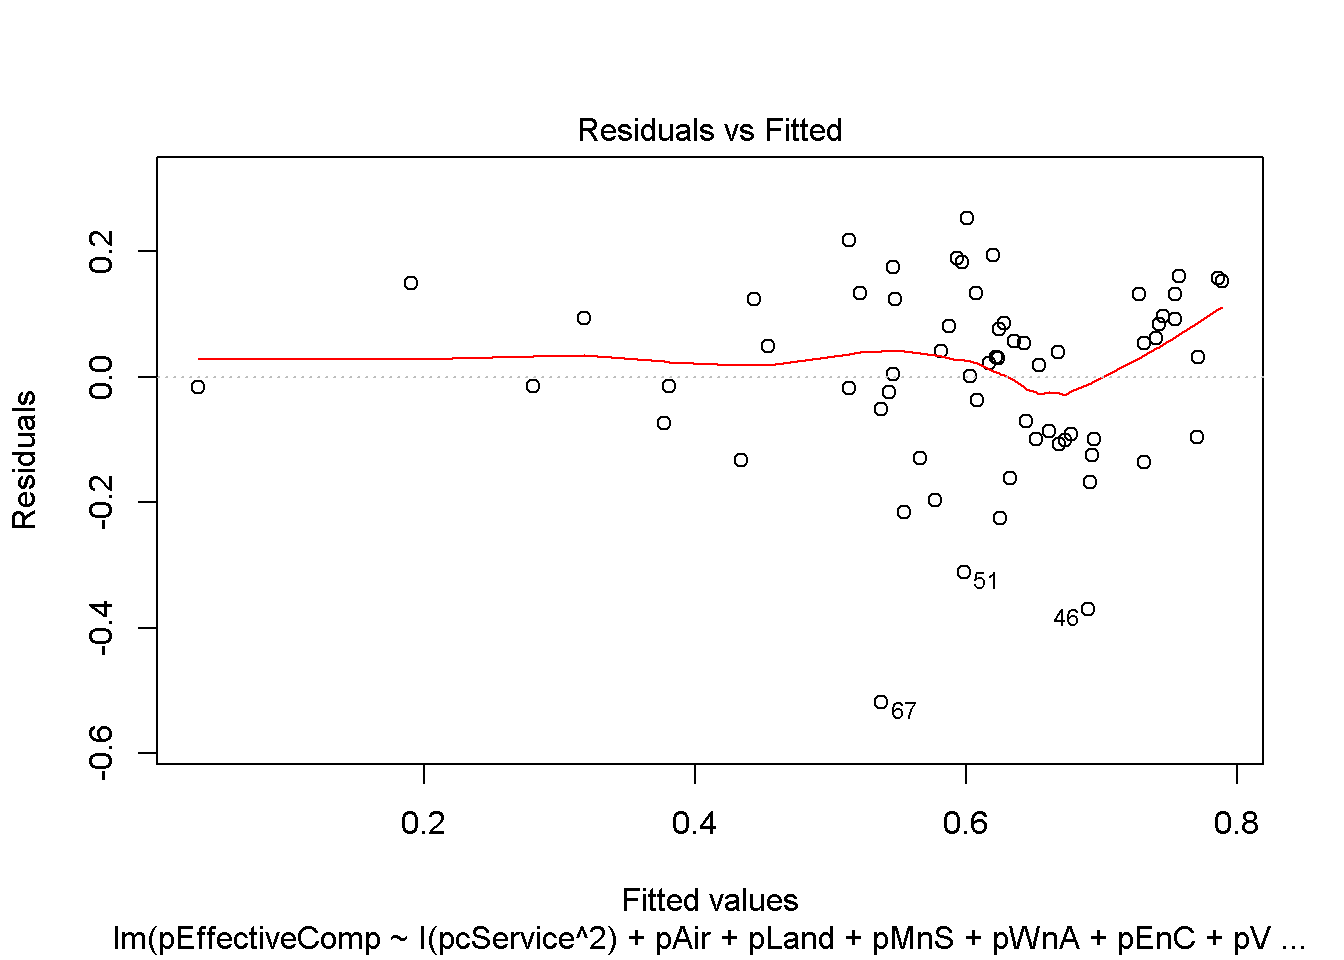 Residuals vs Fitted
Residuals
0.2
0.0
-0.2
-0.4
-0.6
51
46
67
0.2 0.4 0.6 0.8
Fitted values
lm(pEffectiveComp ~ I(pcService^2) + pAir + pLand + pMnS + pWnA + pEnC + pV ...